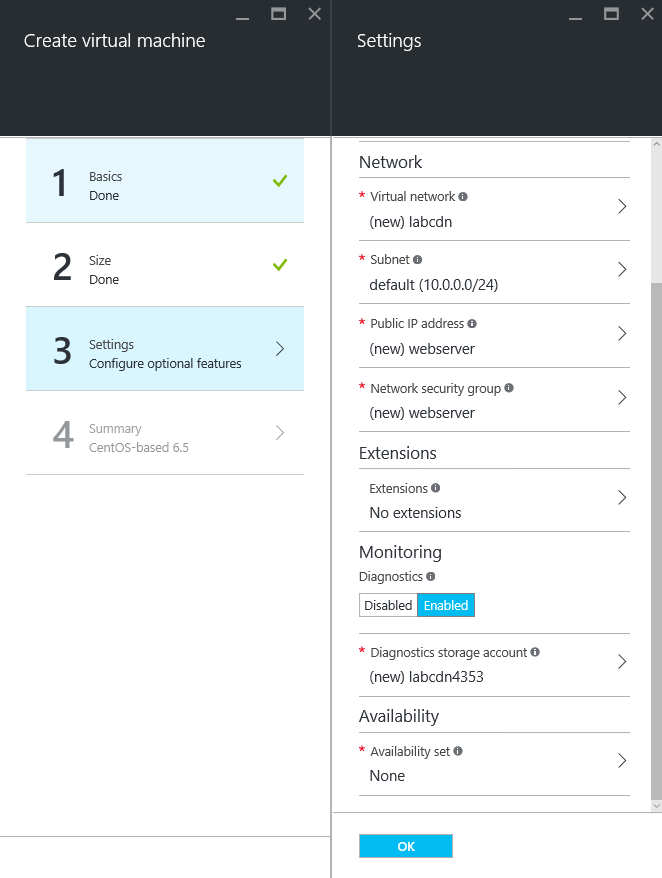 Create virtual machine
1
Basics
Done
2
Size
Done
3
Settings
Configure optional features
4
Summary
CentOS-based 6.5
Settings
Network
* Virtual network
(new) labcdn
* Subnet
default (10.0.0.0/24)
* Public IP address
(new) webserver
* Network security group
(new) webserver
Extensions
Extensions
No extensions
Monitoring
Diagnostics
Disabled Enabled
* Diagnostics storage account
(new) labcdn4353
Availability
* Availability set
None
OK